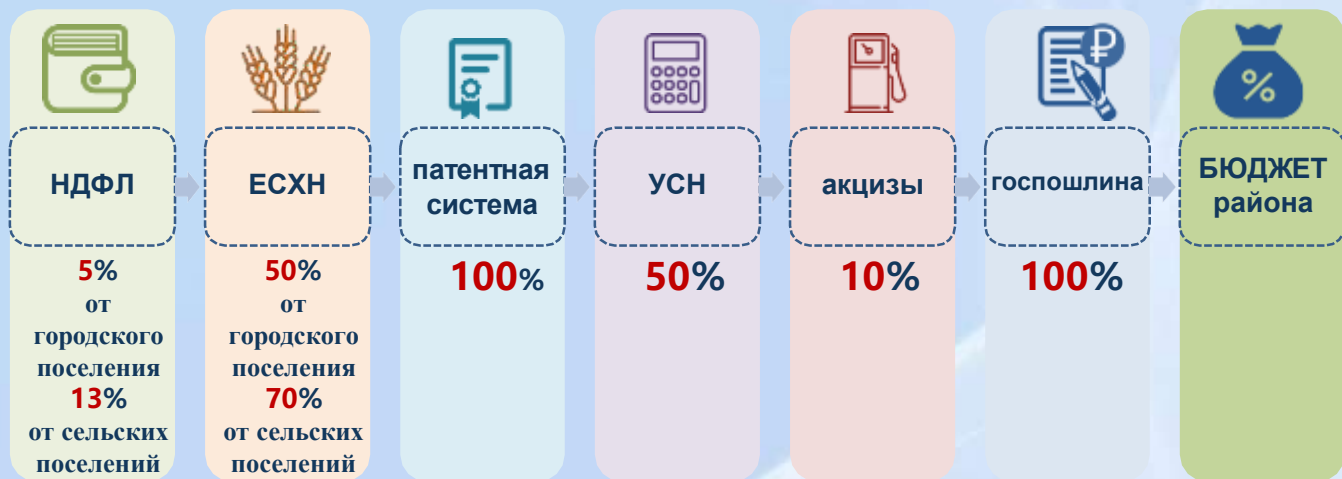 НДФЛ
5%
от
городского
поселения
13%
от сельских
поселений
ЕСХН
50%
от
городского
поселения
70%
от сельских
поселений
патентная
система
100%
УСН
50%
акцизы
10%
₽
госпошлина
100%
%
БЮДЖЕТ
района